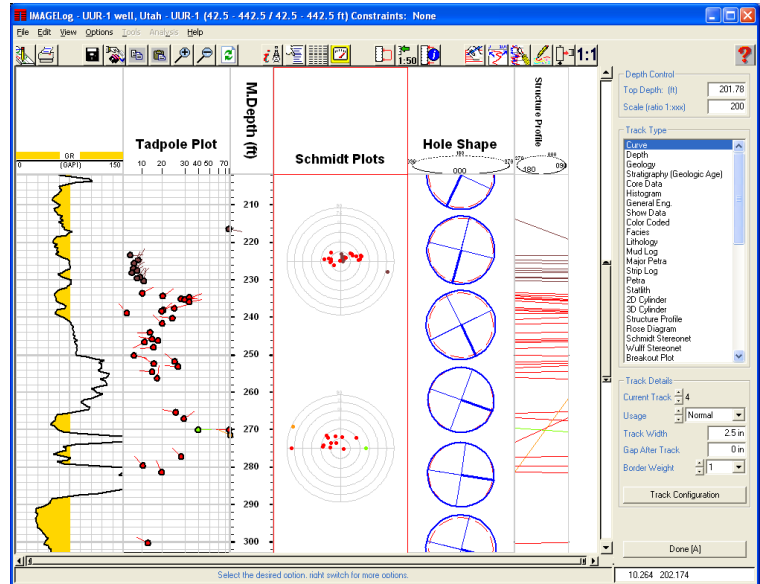 IMAGELog - UUR-1 well, Utah - UUR-1 (42.5 - 442.5 / 42.5 - 442.5 ft) Constraints: None
File Edit View Options Tools Analysis Help
1:50
1:1
?
GR
0 (GAPI) 150
Tadpole Plot
10 20 30 40 50 70
M.Depth (ft)
Schmidt Plots
Hole Shape
090 180 270
000
Structure Profile
270 000 090
180
210
220
230
240
250
260
270
280
290
300
Depth Control
Top Depth: (ft) 201.78
Scale (ratio 1:xxx) 200
Track Type
Curve
Depth
Geology
Stratigraphy (Geologic Age)
Core Data
Histogram
General Eng.
Show Data
Color Coded
Facies
Lithology
Mud Log
Major Petra
Strip Log
Petra
Statlith
2D Cylinder
3D Cylinder
Structure Profile
Rose Diagram
Schmidt Stereonet
Wulff Stereonet
Breakout Plot
Track Details
Current Track 4
Usage Normal
Track Width 2.5 in
Gap After Track 0 in
Border Weight 1
Track Configuration
Done (A)
Select the desired option. right switch for more options.
10.264 202.174